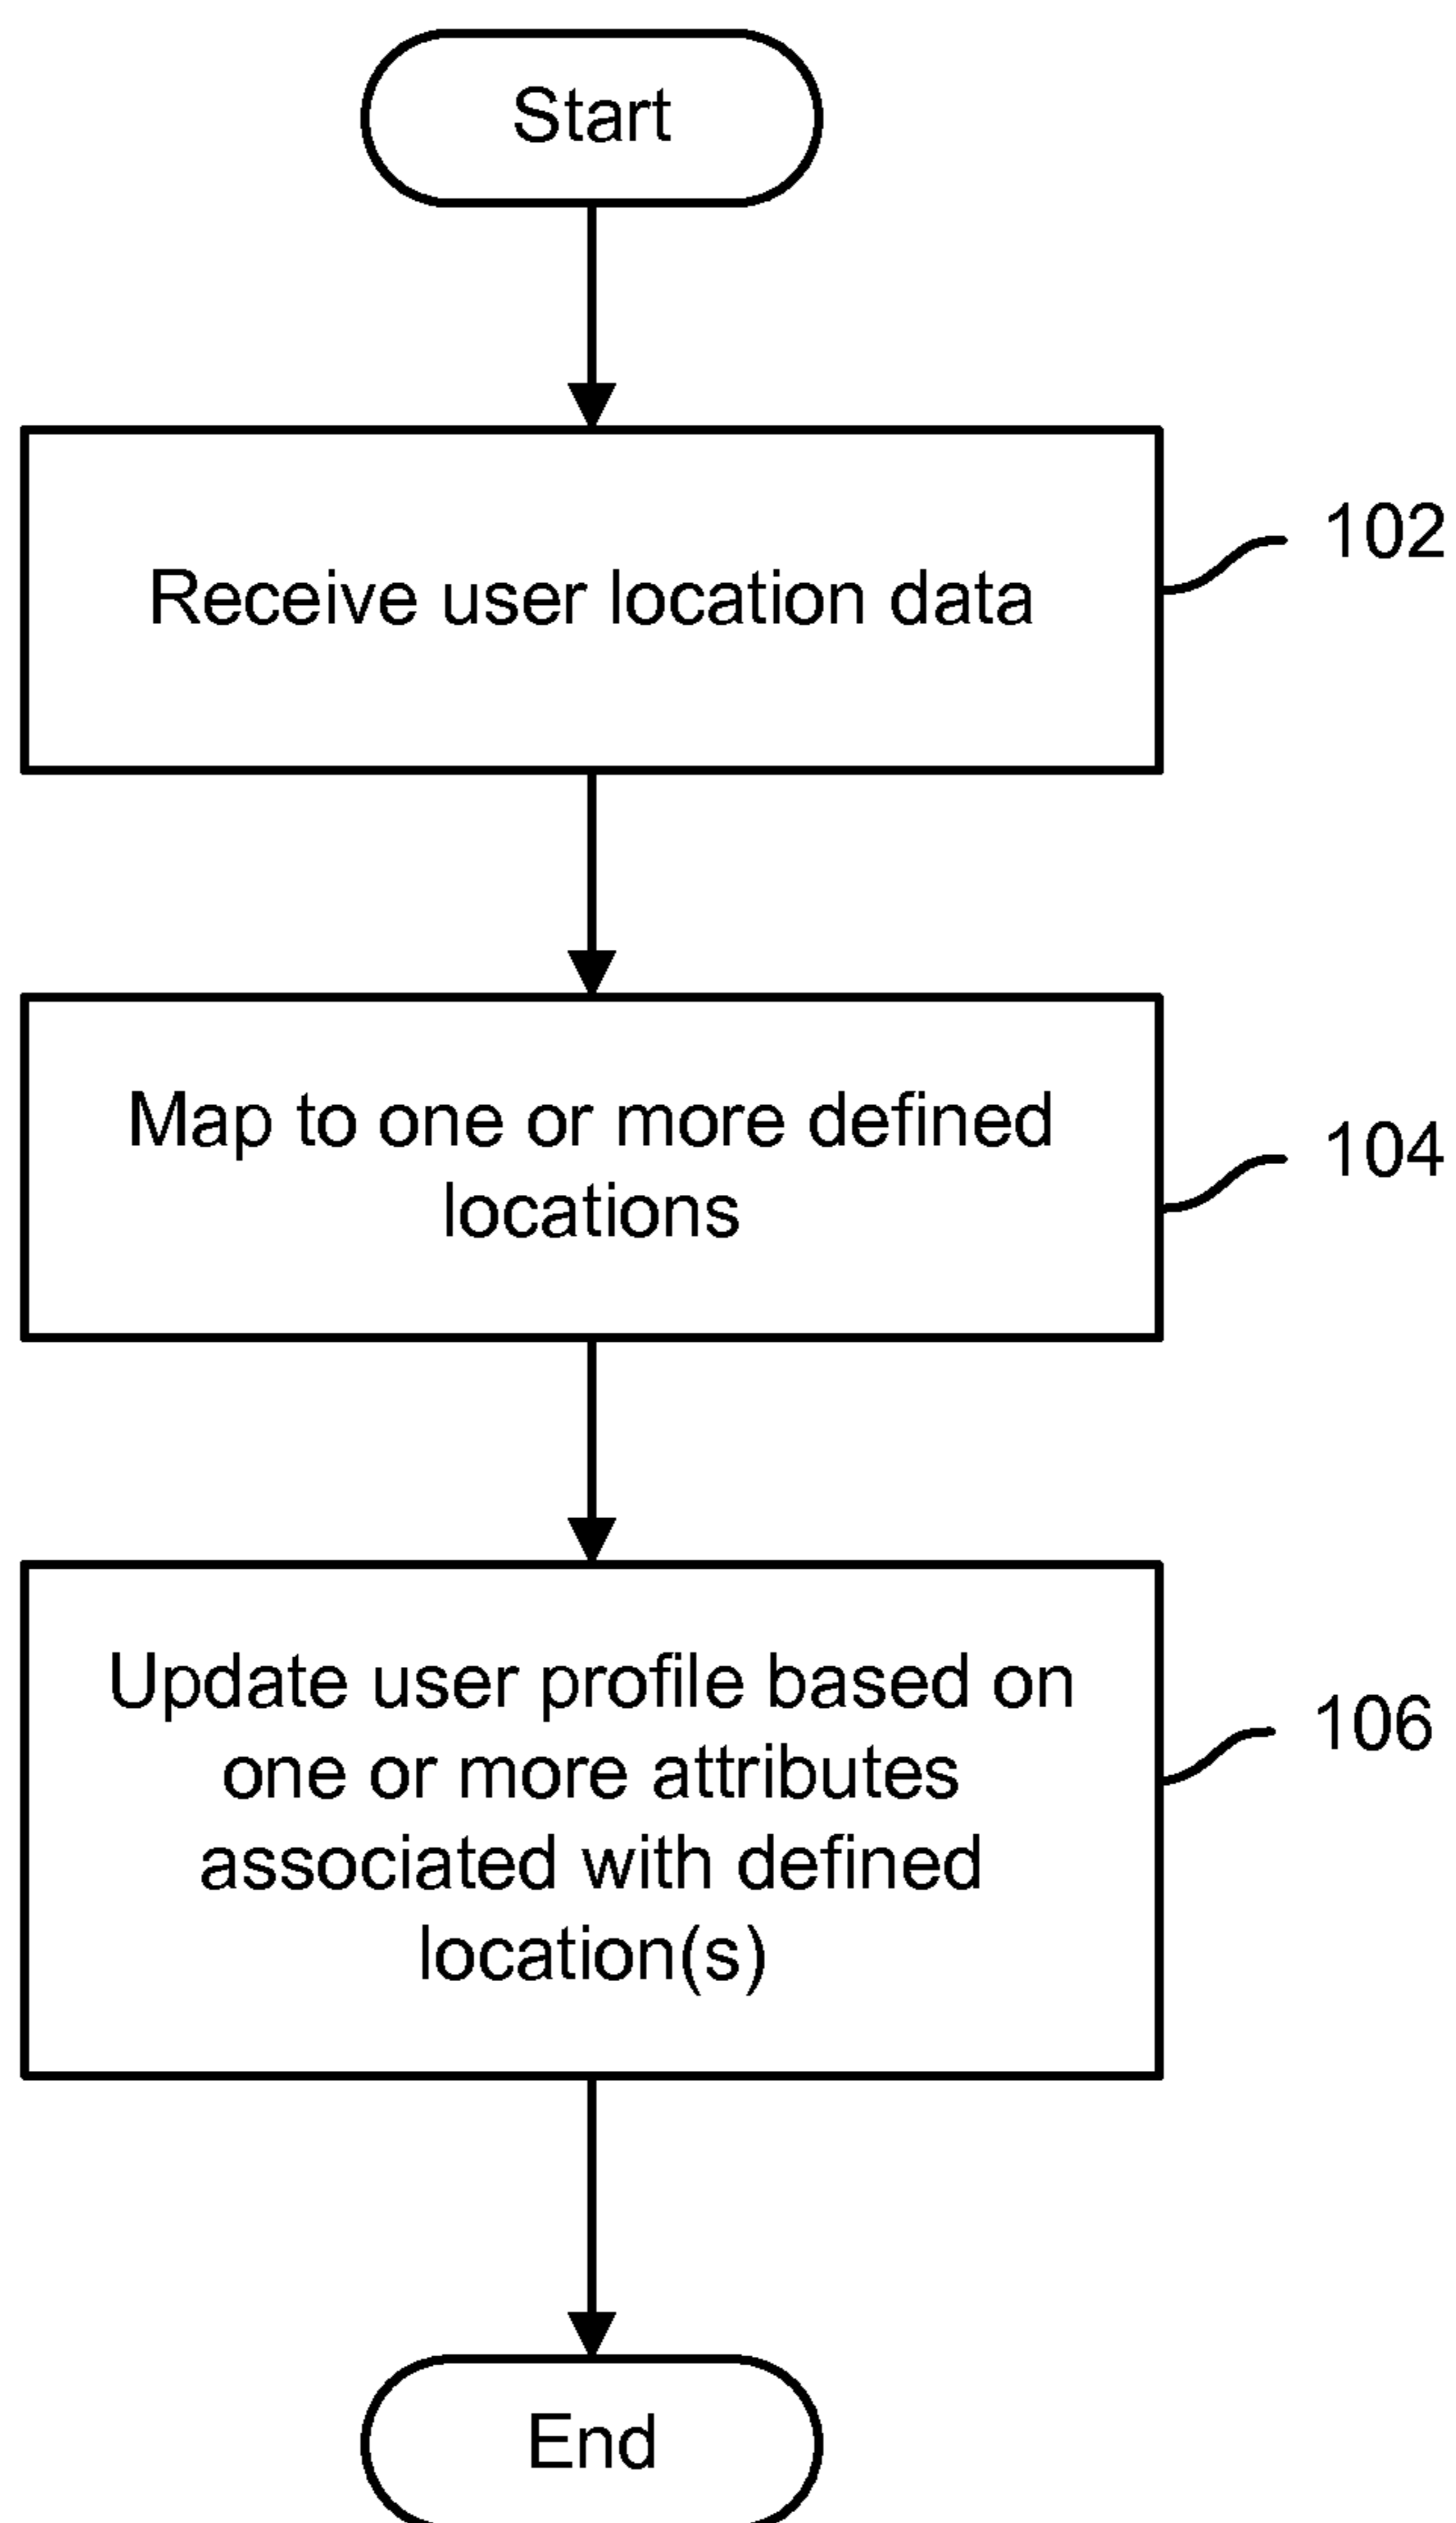 Start
Receive user location data
102
Map to one or more defined
locations
104
Update user profile based on
one or more attributes
associated with defined
location(s)
106
End